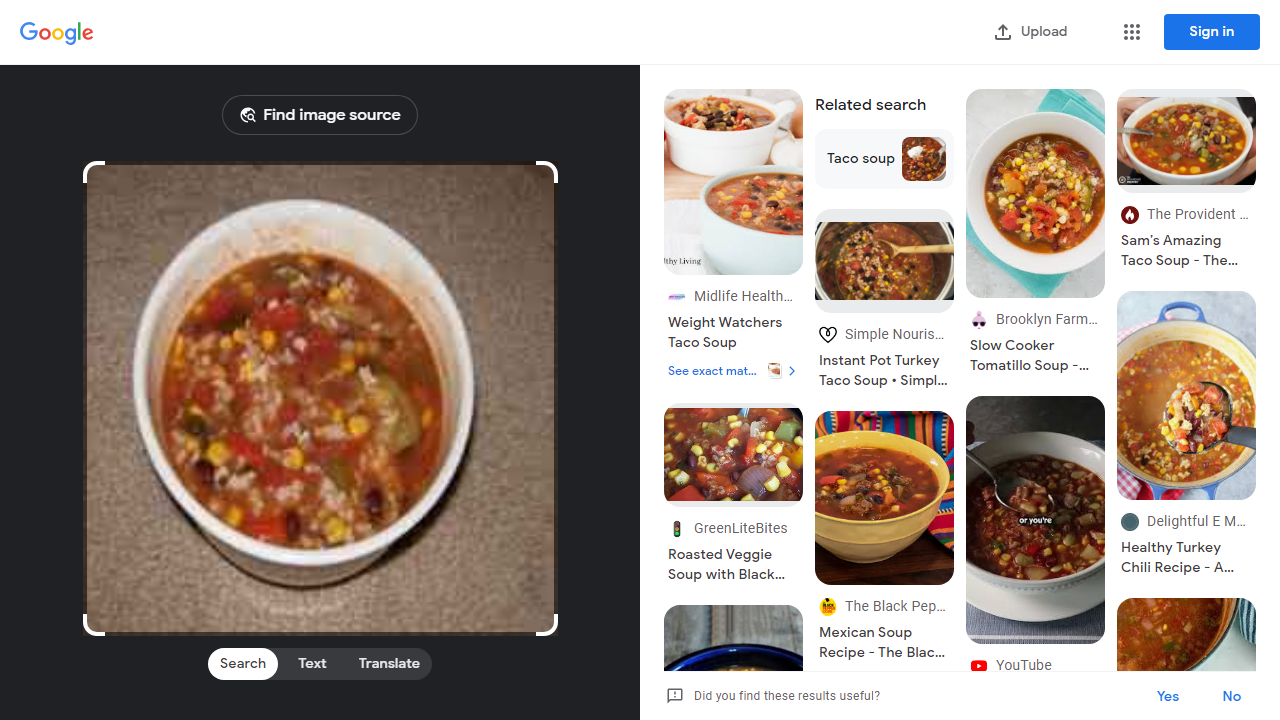 Google
Upload
Sign in
Find image source
Search
Text
Translate
lthy Living
Midlife Health...
Weight Watchers
Taco Soup
See exact mat...
GreenLiteBites
Roasted Veggie
Soup with Black...
Related search
Taco soup
Simple Nouris...
Instant Pot Turkey
Taco Soup • Simpl...
The Black Pep...
Mexican Soup
Recipe - The Blac...
Brooklyn Farm...
Slow Cooker
Tomatillo Soup -...
or you're
YouTube
The Provident ...
Sam's Amazing
Taco Soup - The...
Delightful E M...
Healthy Turkey
Chili Recipe - A...
Did you find these results useful?
Yes
No